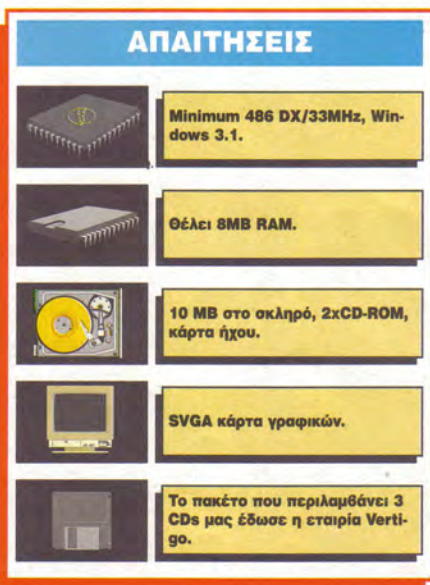 ΑΠΑΙΤΗΣΕΙΣ
Minimum 486 DX/33MHz, Win-
dows 3.1.
Θέλει 8MB RAM.
10 MB στο σκληρό, 2xCD-ROM,
κάρτα ήχου.
SVGA κάρτα γραφικών.
Το πακέτο που περιλαμβάνει 3
CDs μας έδωσε η εταιρία Verti-
go.